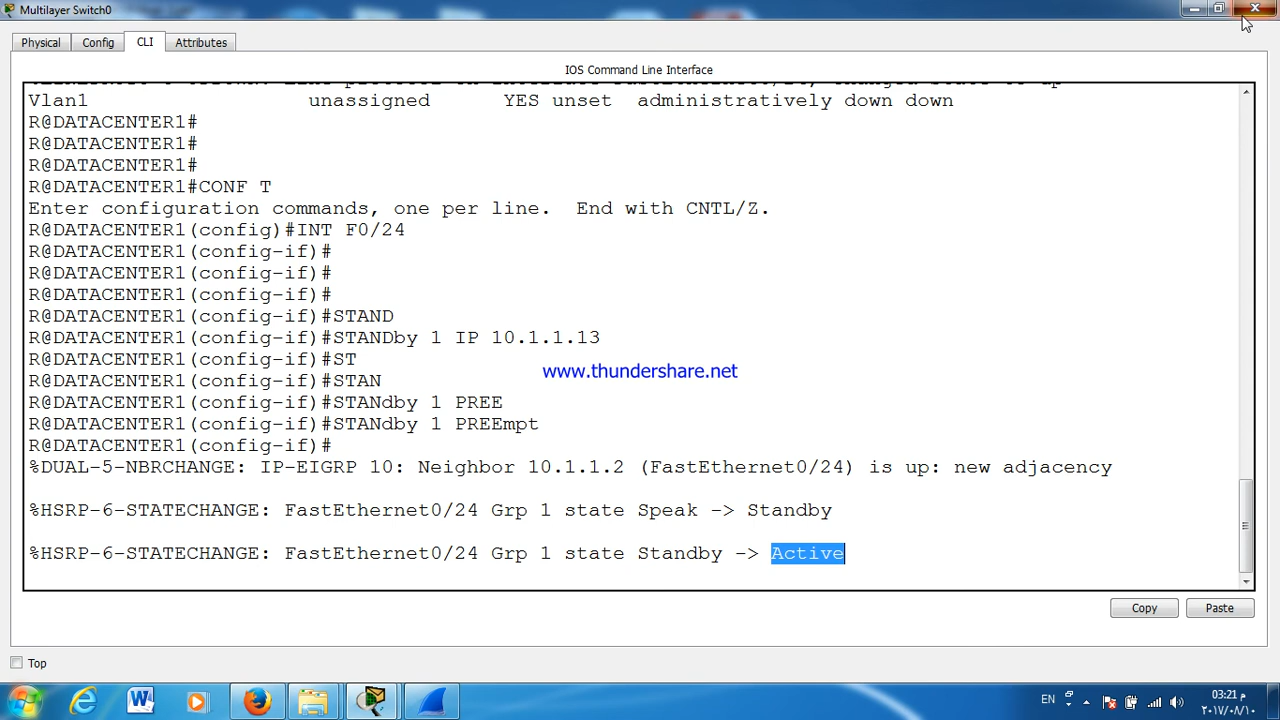 Multilayer Switch0
Physical
Config
CLI
Attributes
IOS Command Line Interface
Vlan1 unassigned YES unset administratively down down
R@DATACENTER1#
R@DATACENTER1#
R@DATACENTER1#
R@DATACENTER1#CONF T
Enter configuration commands, one per line. End with CNTL/Z.
R@DATACENTER1(config)#INT F0/24
R@DATACENTER1(config-if)#
R@DATACENTER1(config-if)#
R@DATACENTER1(config-if)#
R@DATACENTER1(config-if)#STAND
R@DATACENTER1(config-if)#STANDby 1 IP 10.1.1.13
R@DATACENTER1(config-if)#ST
R@DATACENTER1(config-if)#STAN
R@DATACENTER1(config-if)#STANdby 1 PREE
R@DATACENTER1(config-if)#STANdby 1 PREEmpt
R@DATACENTER1(config-if)#
www.thundershare.net
%DUAL-5-NBRCHANGE: IP-EIGRP 10: Neighbor 10.1.1.2 (FastEthernet0/24) is up: new adjacency
%HSRP-6-STATECHANGE: FastEthernet0/24 Grp 1 state Speak -> Standby
%HSRP-6-STATECHANGE: FastEthernet0/24 Grp 1 state Standby -> Active
Copy
Paste
Top
EN
03:21 م
٢٠١٧/٠٨/١٠